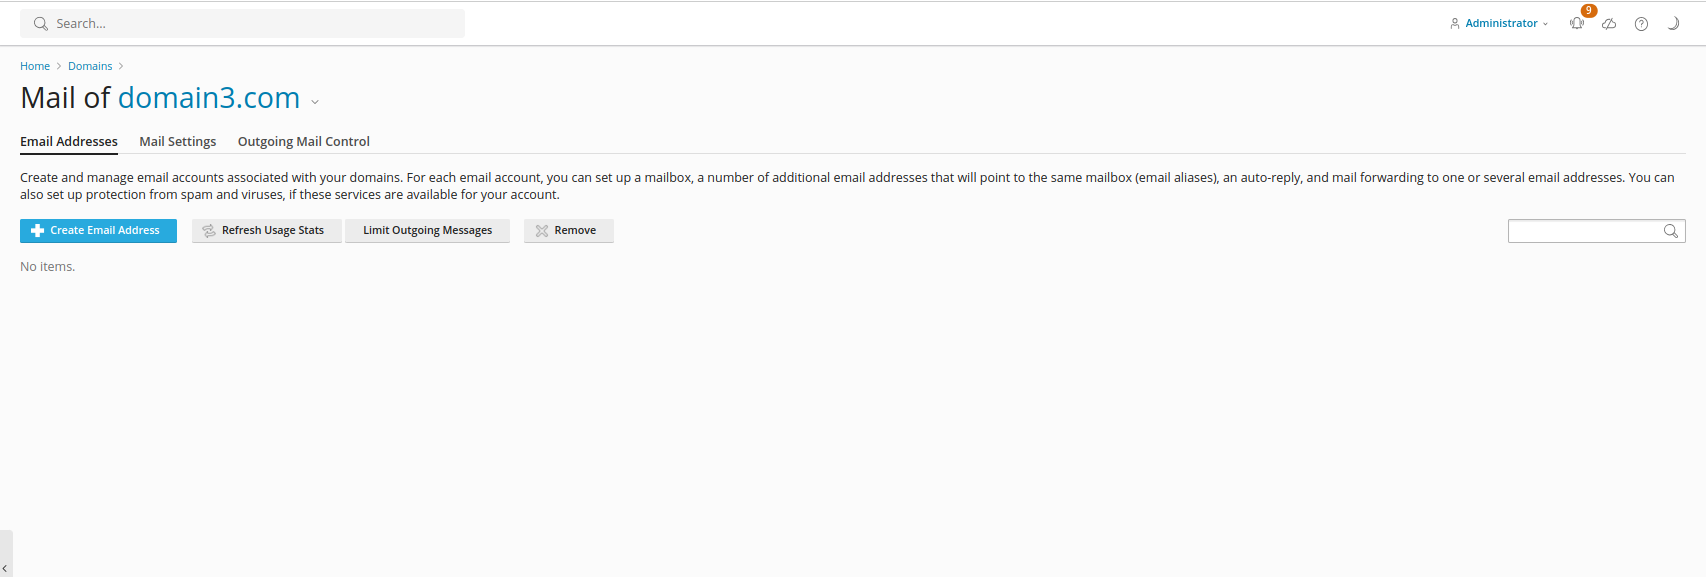 Search...
Administrator
9
Home > Domains >
Mail of domain3.com
Email Addresses Mail Settings Outgoing Mail Control
Create and manage email accounts associated with your domains. For each email account, you can set up a mailbox, a number of additional email addresses that will point to the same mailbox (email aliases), an auto-reply, and mail forwarding to one or several email addresses. You can
also set up protection from spam and viruses, if these services are available for your account.
Create Email Address Refresh Usage Stats Limit Outgoing Messages Remove
No items.